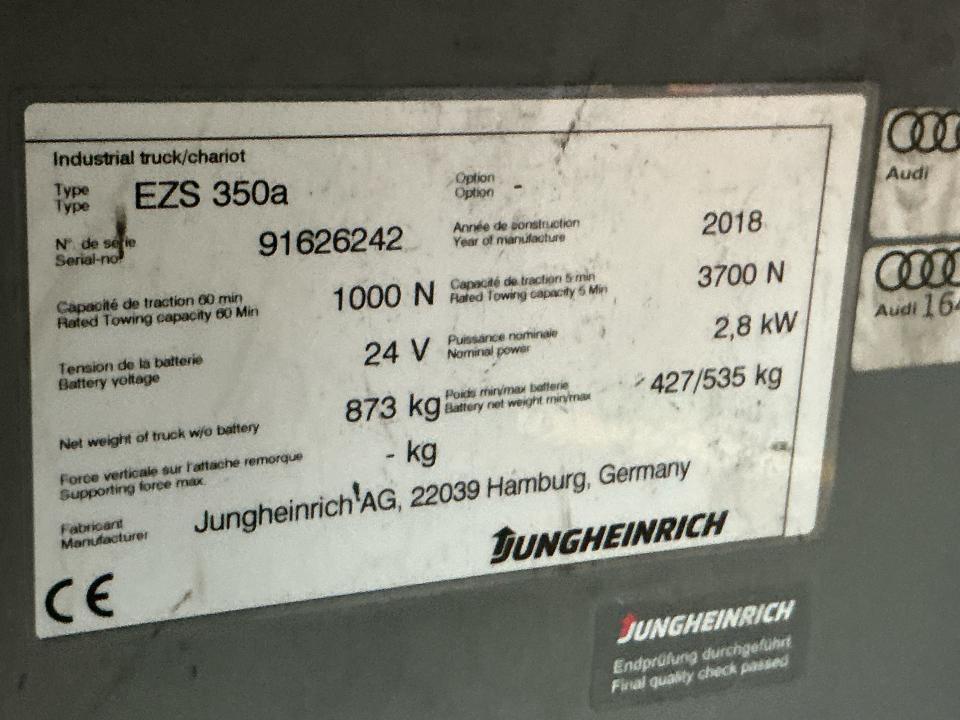 Industrial truck/chariot
Type
Type
EZS 350a
Option
Option
-
N°. de série
Serial-no
91626242
Année de construction
Year of manufacture
2018
Capacité de traction 60 min
Rated Towing capacity 60 Min
1000 N
Capacité de traction 5 min
Rated Towing capacity 5 Min
3700 N
Tension de la batterie
Battery voltage
24 V
Puissance nominale
Nominal power
2,8 kW
Net weight of truck w/o battery
873 kg
Poids min/max batterie
Battery net weight min/max
427/535 kg
Force verticale sur l'attache remorque
Supporting force max.
- kg
Fabricant
Manufacturer
Jungheinrich AG, 22039 Hamburg, Germany
JUNGHEINRICH
CE
JUNGHEINRICH
Endprüfung durchgeführt
Final quality check passed
Audi
Audi 164